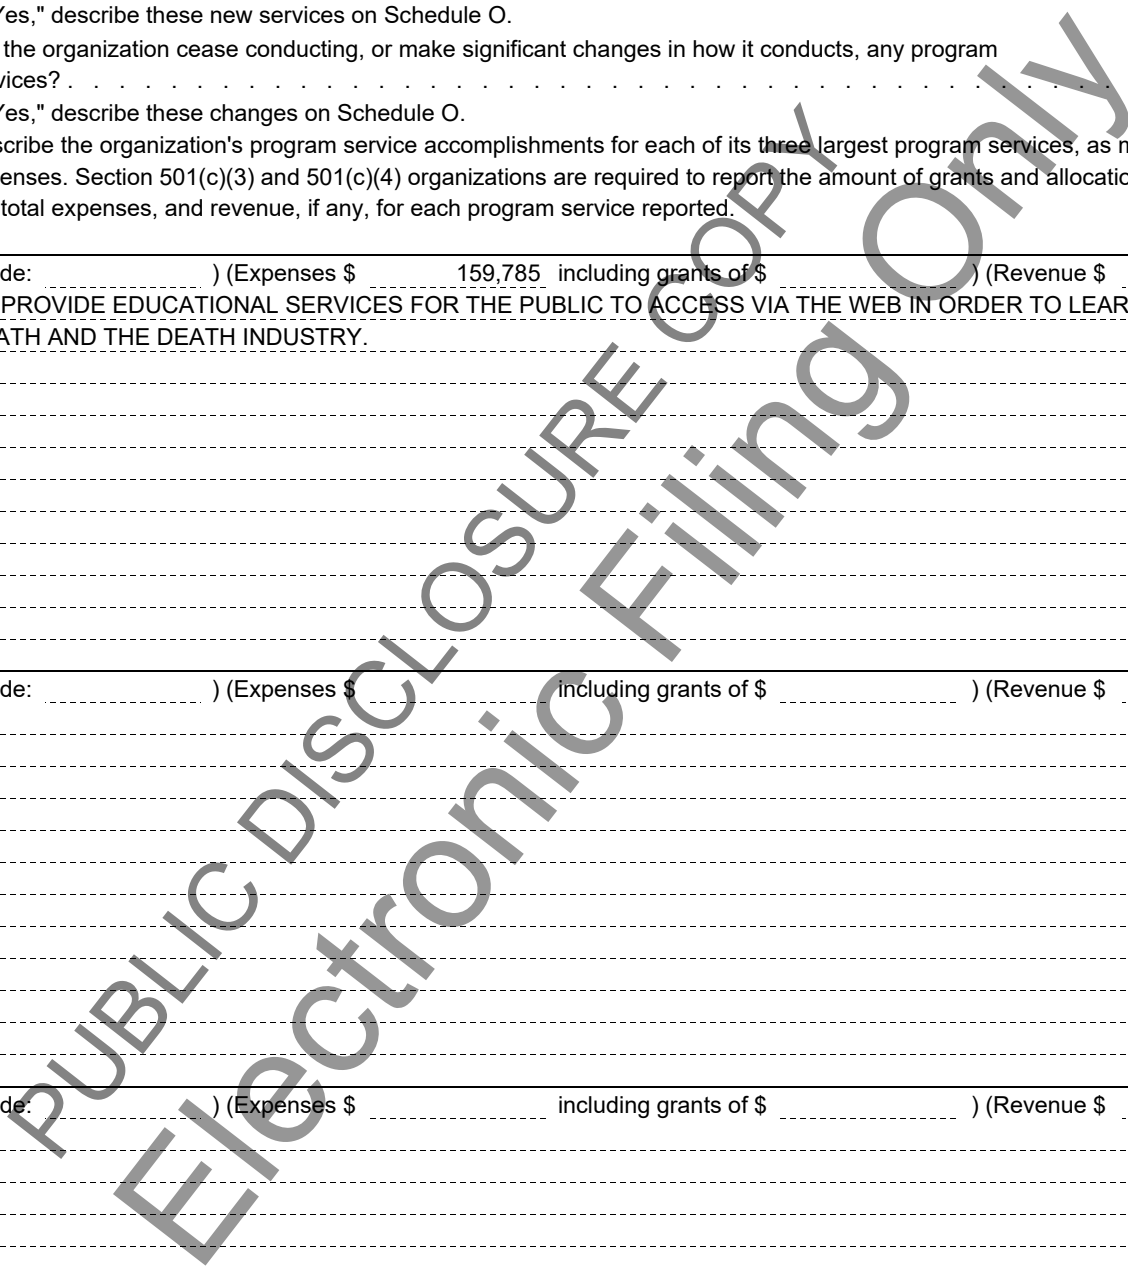 Yes," describe these new services on Schedule O.
the organization cease conducting, or make significant changes in how it conducts, any program
vices? . . . . . . . . . . . . . . . . . . . . . . . . . . . . . . . . . . . . . . . . .
Yes," describe these changes on Schedule O.
scribe the organization's program service accomplishments for each of its three largest program services, as m
enses. Section 501(c)(3) and 501(c)(4) organizations are required to report the amount of grants and allocatio
total expenses, and revenue, if any, for each program service reported.
de: ) (Expenses $ 159,785 including grants of $ ) (Revenue $
PROVIDE EDUCATIONAL SERVICES FOR THE PUBLIC TO ACCESS VIA THE WEB IN ORDER TO LEAR
ATH AND THE DEATH INDUSTRY.
de: ) (Expenses $ including grants of $ ) (Revenue $
de: ) (Expenses $ including grants of $ ) (Revenue $
PUBLIC DISCLOSURE COPY
Electronic Filing Only